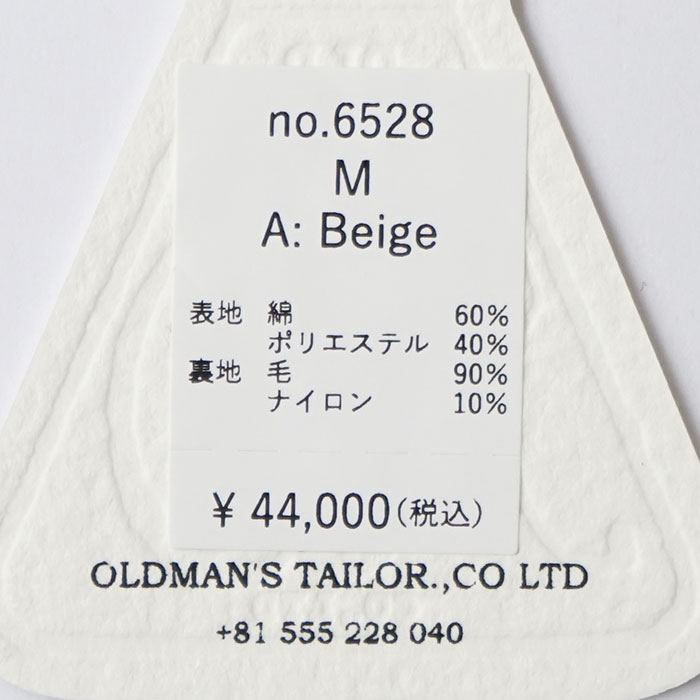 no.6528
M
A: Beige
表地 綿 60%
ポリエステル 40%
裏地 毛 90%
ナイロン 10%
¥ 44,000(税込)
OLDMAN'S TAILOR.,CO LTD
+81 555 228 040